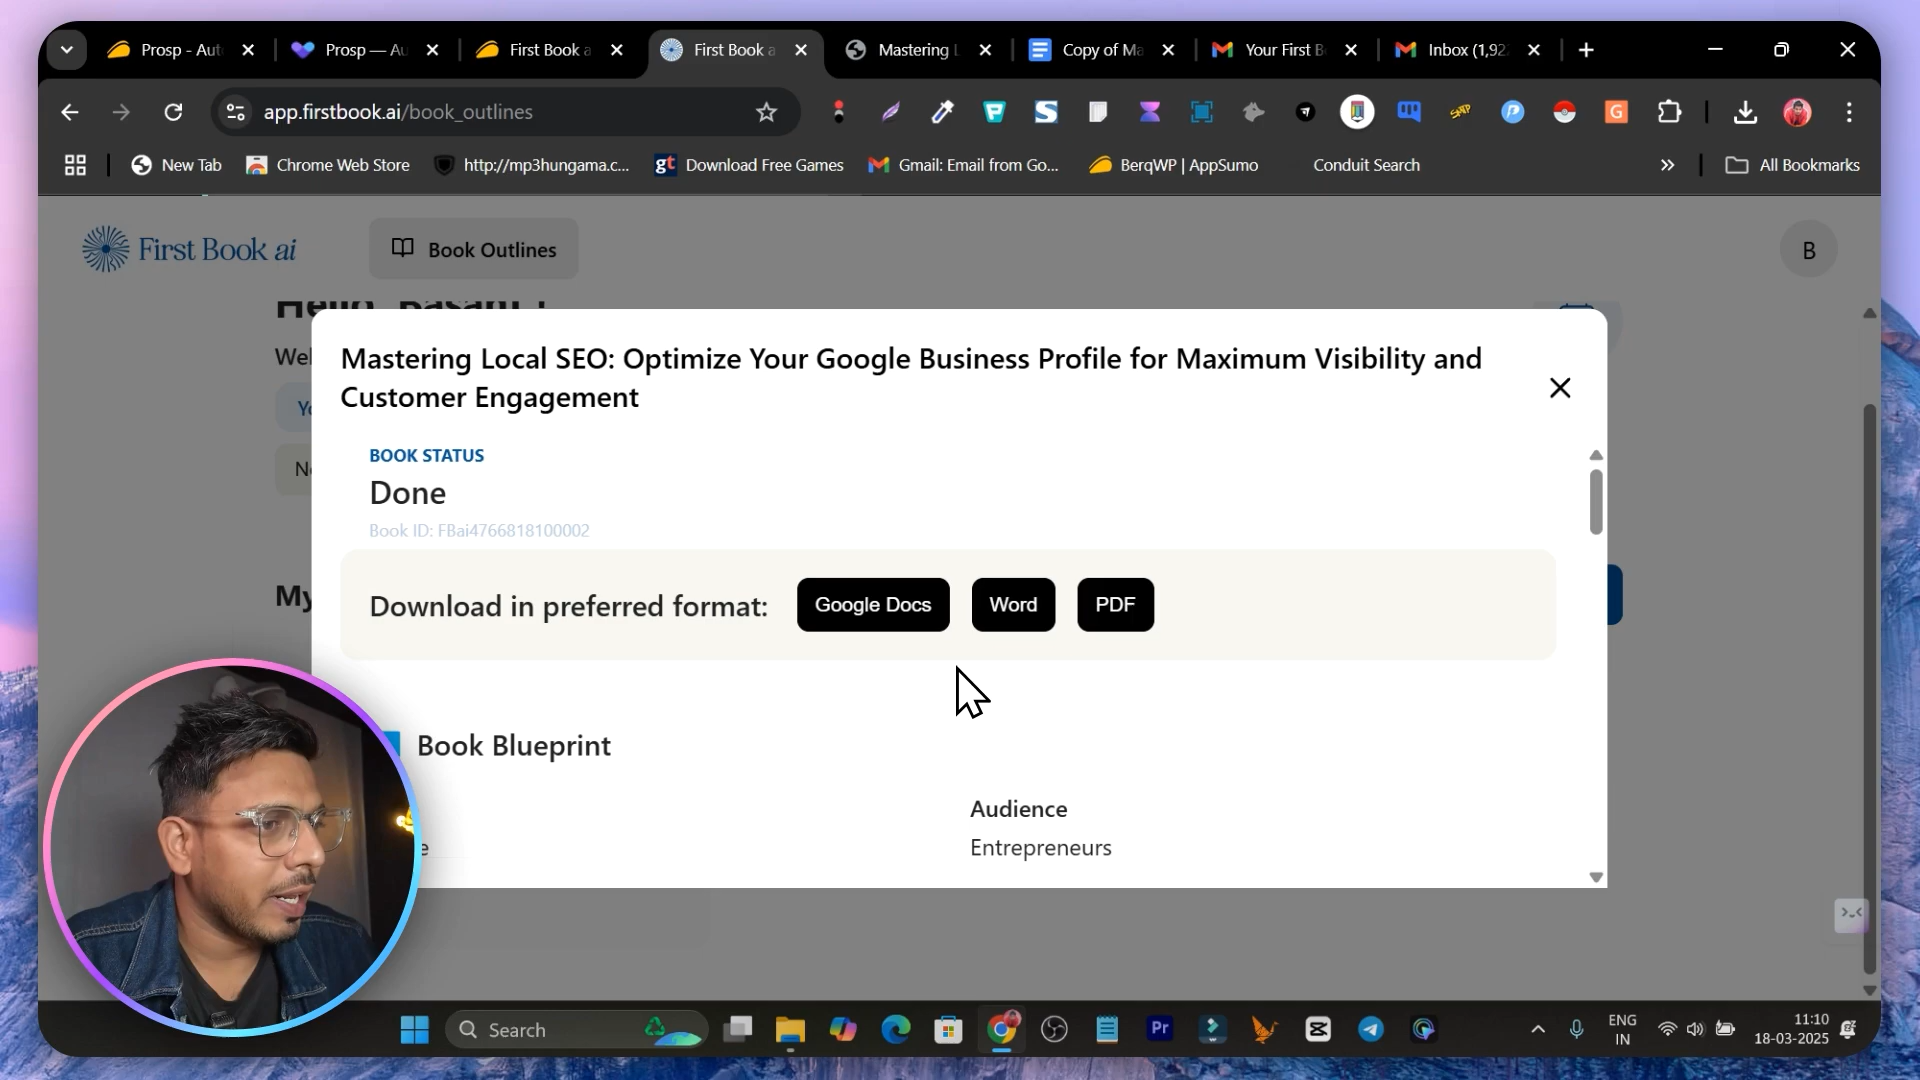 Prosp - Aut
Prosp — Au
First Book a
First Book a
Mastering L
Copy of Ma
Your First B
Inbox (1,92
app.firstbook.ai/book_outlines
New Tab
Chrome Web Store
http://mp3hungama.c...
Download Free Games
Gmail: Email from Go...
BerqWP | AppSumo
Conduit Search
All Bookmarks
First Book ai
Book Outlines
B
Wel
Mastering Local SEO: Optimize Your Google Business Profile for Maximum Visibility and
Customer Engagement
BOOK STATUS
Done
Book ID: FBai4766818100002
My
Download in preferred format:
Google Docs
Word
PDF
Book Blueprint
Audience
e
Entrepreneurs
Search
ENG
IN
11:10
18-03-2025